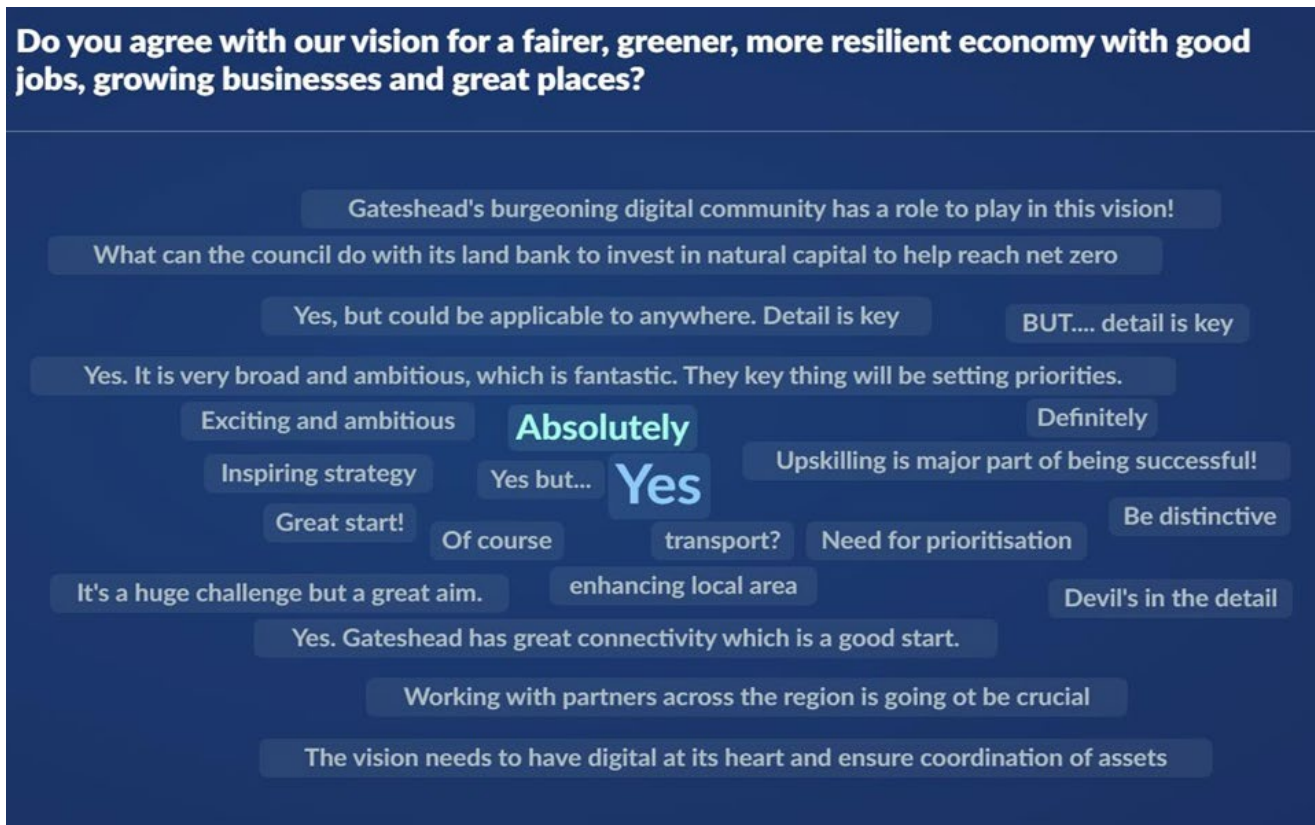 Do you agree with our vision for a fairer, greener, more resilient economy with good
jobs, growing businesses and great places?
Gateshead's burgeoning digital community has a role to play in this vision!
What can the council do with its land bank to invest in natural capital to help reach net zero
Yes, but could be applicable to anywhere. Detail is key
BUT.... detail is key
Yes. It is very broad and ambitious, which is fantastic. They key thing will be setting priorities.
Exciting and ambitious
Absolutely
Definitely
Inspiring strategy
Yes but...
Yes
Upskilling is major part of being successful!
Great start!
Of course
transport?
Need for prioritisation
Be distinctive
It's a huge challenge but a great aim.
enhancing local area
Devil's in the detail
Yes. Gateshead has great connectivity which is a good start.
Working with partners across the region is going ot be crucial
The vision needs to have digital at its heart and ensure coordination of assets